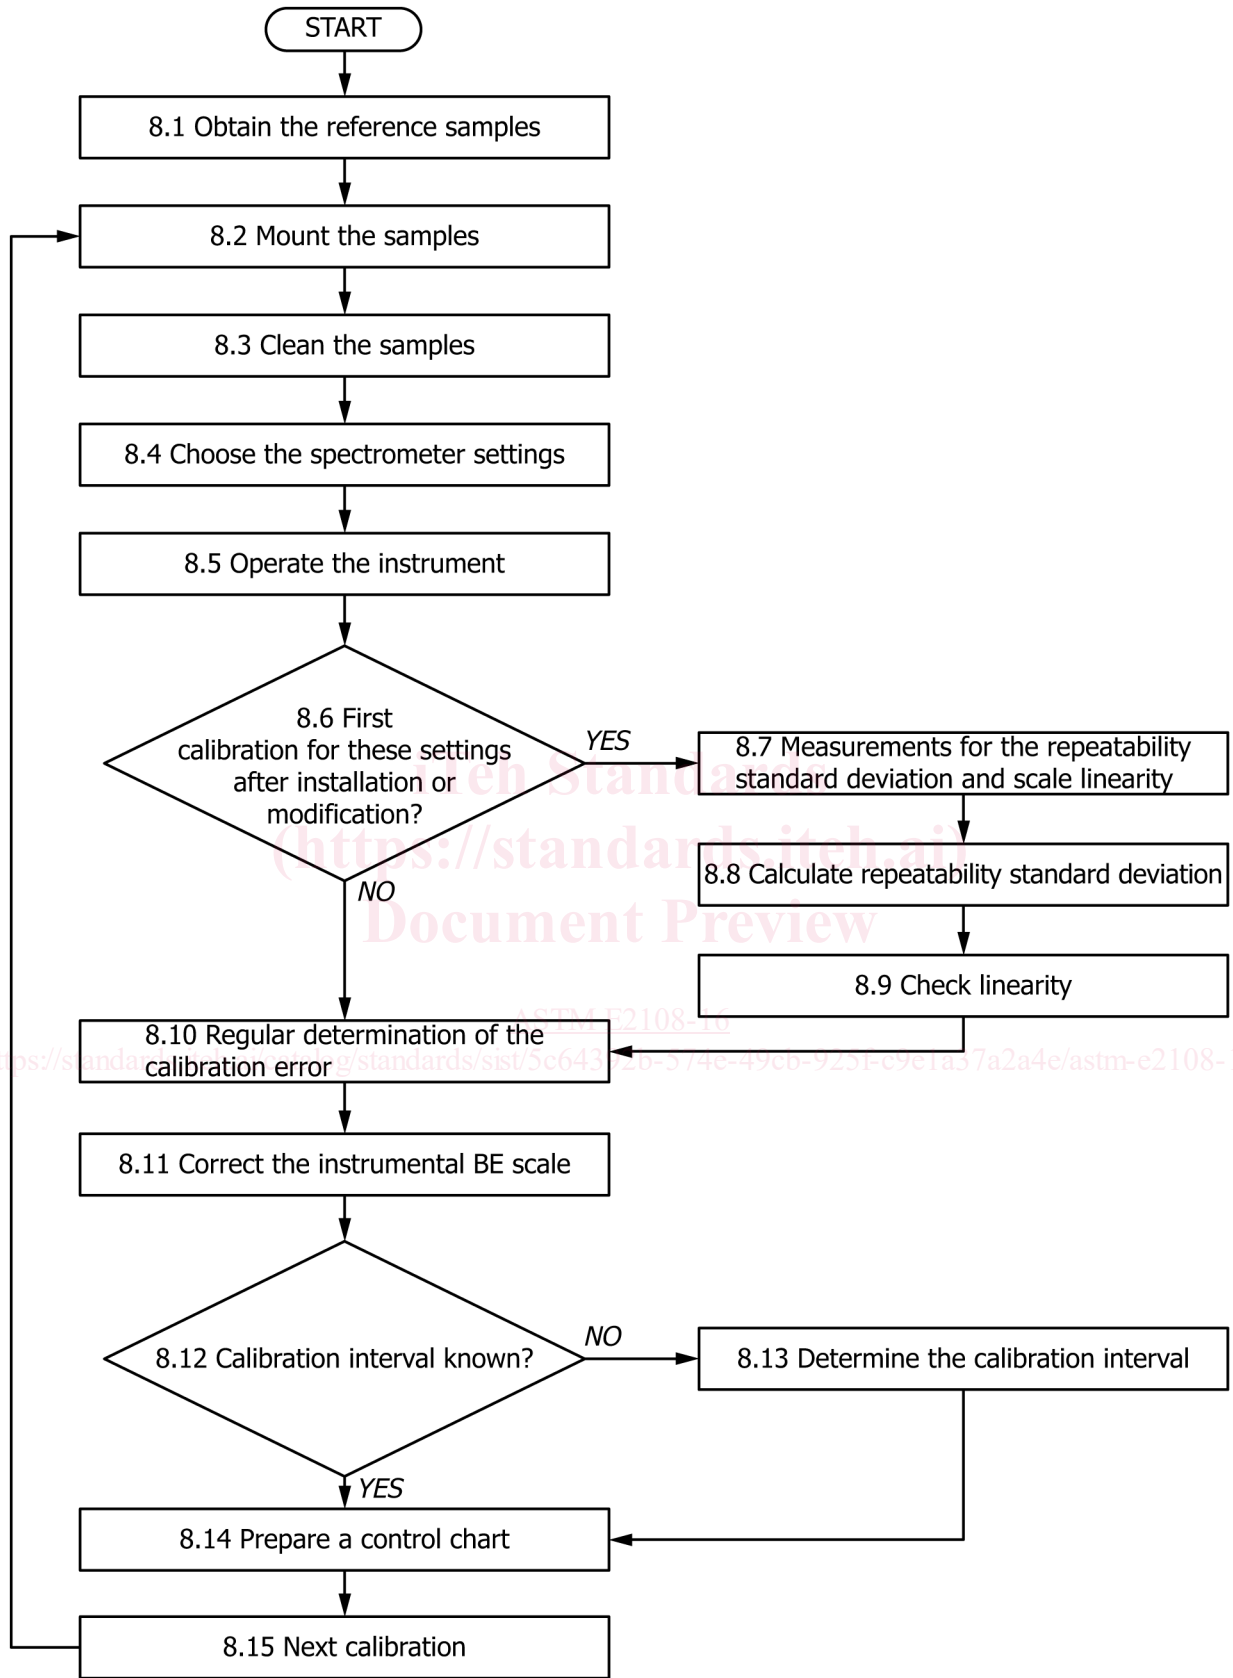 START
8.1 Obtain the reference samples
8.2 Mount the samples
8.3 Clean the samples
8.4 Choose the spectrometer settings
8.5 Operate the instrument
8.6 First
calibration for these settings
after installation or
modification?
YES
8.7 Measurements for the repeatability
standard deviation and scale linearity
iTeh Standards
(https://standards.iteh.ai)
8.8 Calculate repeatability standard deviation
NO
Document Preview
8.9 Check linearity
ASTM E2108-16
8.10 Regular determination of the
calibration error
8.11 Correct the instrumental BE scale
8.12 Calibration interval known?
NO
8.13 Determine the calibration interval
YES
8.14 Prepare a control chart
8.15 Next calibration